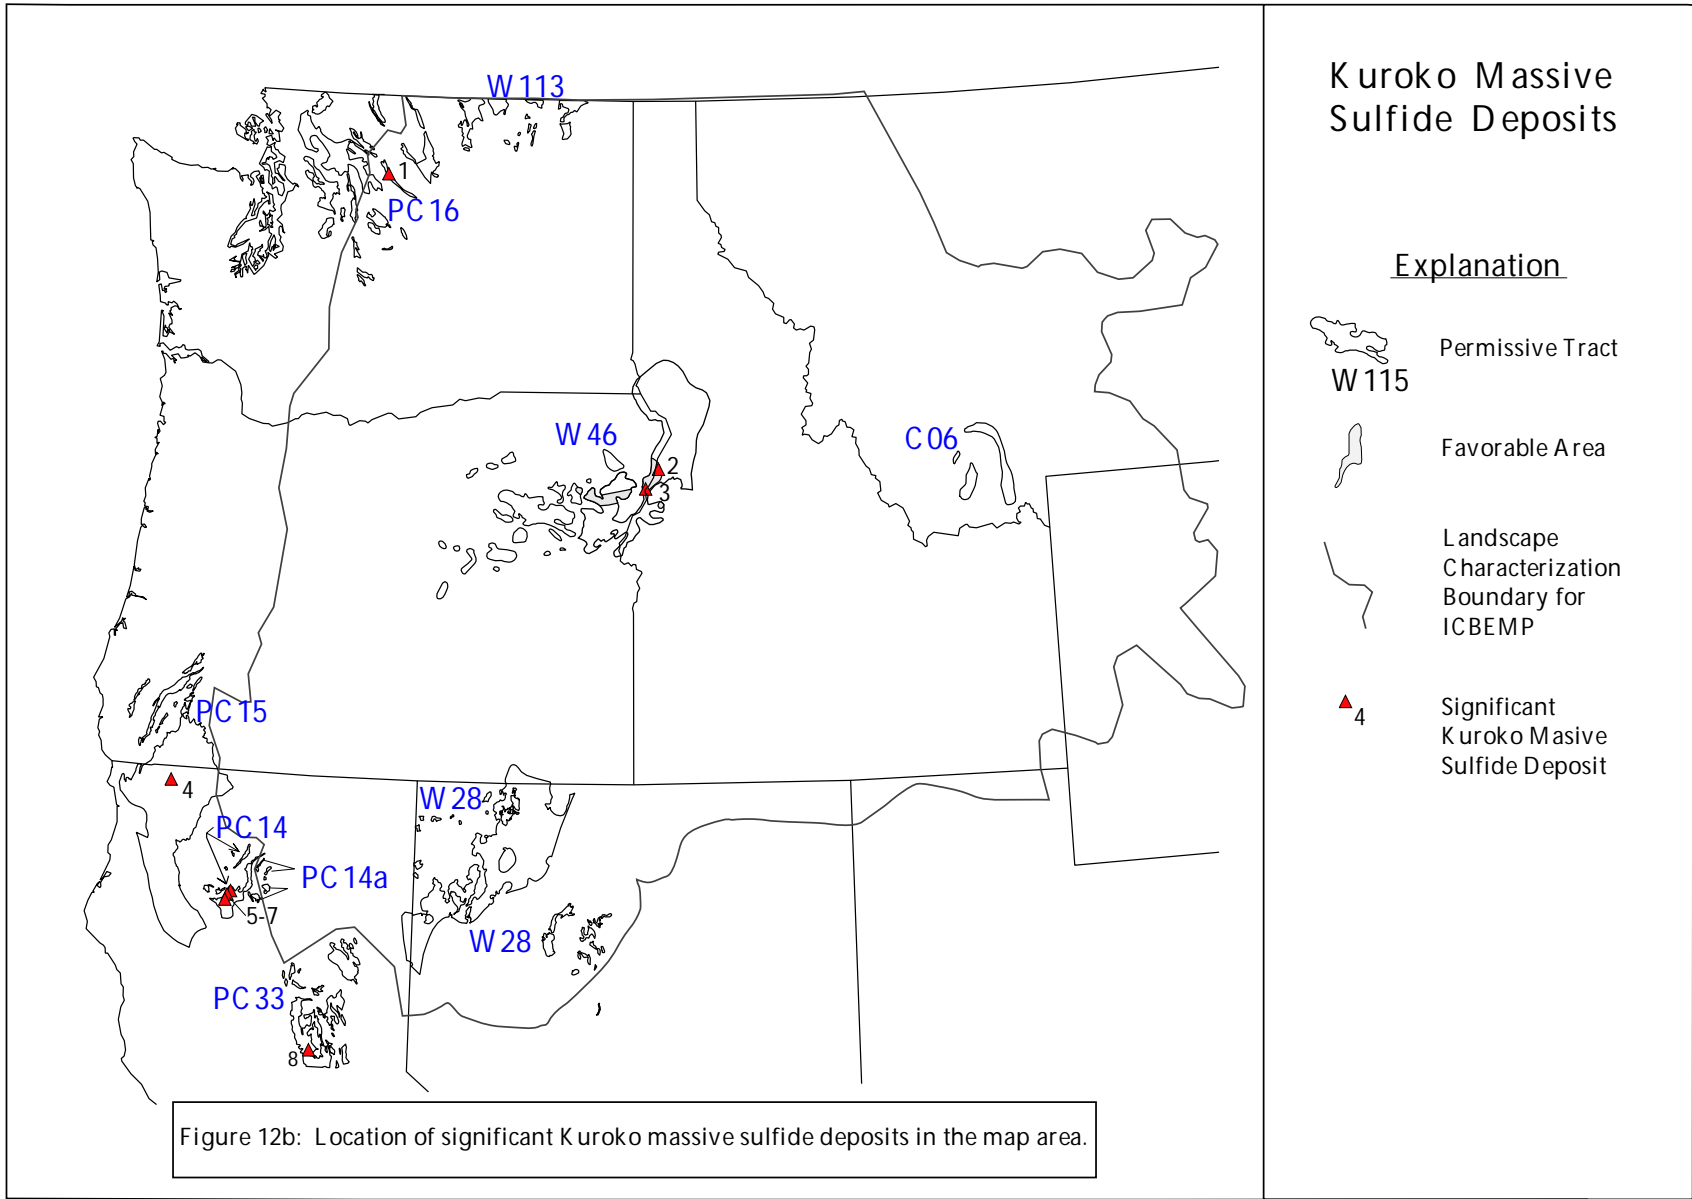 W113
1
PC16
W46
2
3
C06
PC15
4
PC14
PC14a
5-7
W28
W28
PC33
8
Figure 12b: Location of significant Kuroko massive sulfide deposits in the map area.
Kuroko Massive
Sulfide Deposits
Explanation
Permissive Tract
W115
Favorable Area
Landscape
Characterization
Boundary for
ICBEMP
4
Significant
Kuroko Masive
Sulfide Deposit